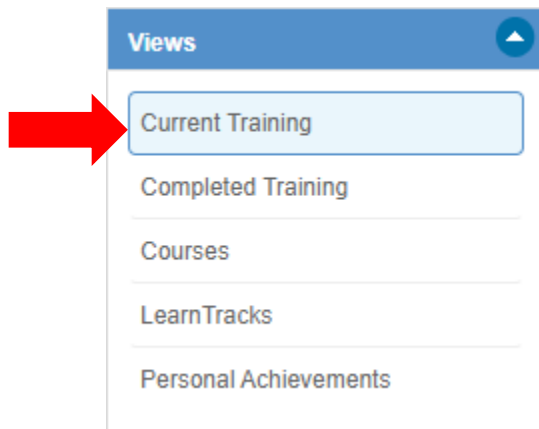 Views
Current Training
Completed Training
Courses
LearnTracks
Personal Achievements